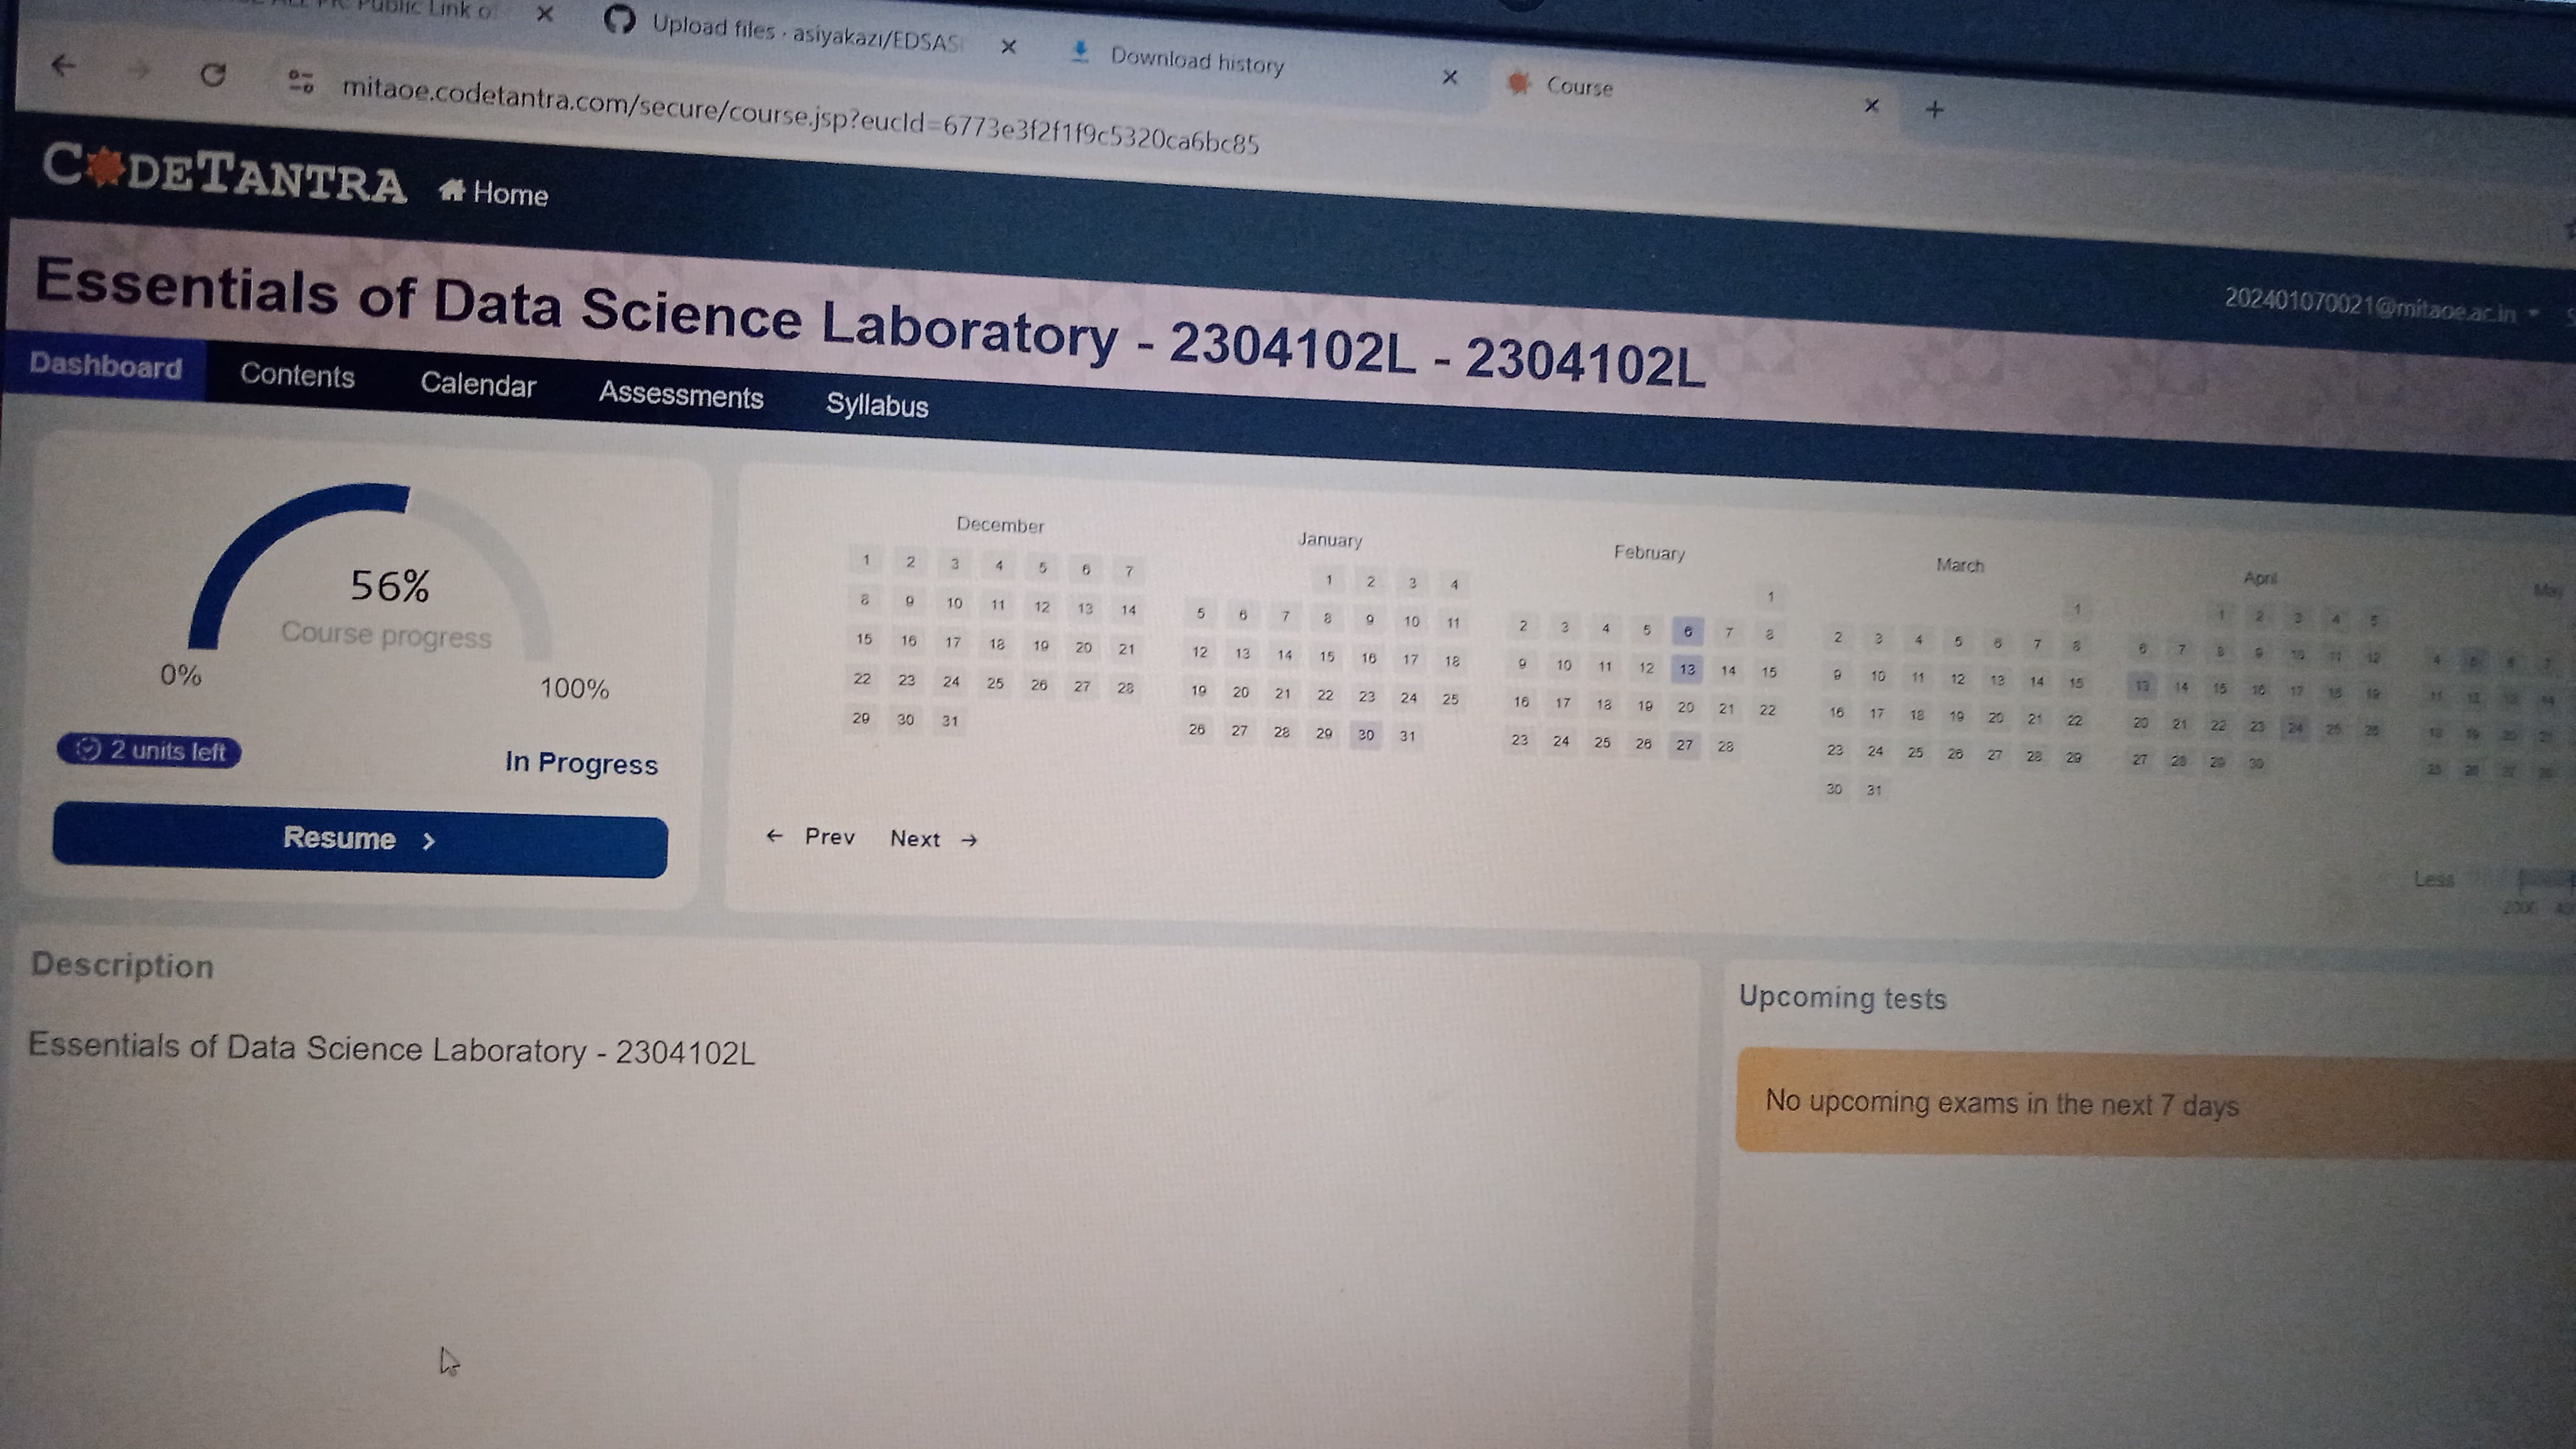 Public Link o
Upload files · asiyakazi/EDSAS
Download history
Course
mitaoe.codetantra.com/secure/course.jsp?eucId=6773e3f2f1f9c5320ca6bc85
CODETANTRA
Home
202401070021@mitaoe.ac.in
Essentials of Data Science Laboratory - 2304102L - 2304102L
Dashboard Contents Calendar Assessments Syllabus
56%
Course progress
0% 100%
2 units left
In Progress
Resume
December
1 2 3 4 5 6 7
8 9 10 11 12 13 14
15 16 17 18 19 20 21
22 23 24 25 26 27 28
29 30 31
January
1 2 3 4
5 6 7 8 9 10 11
12 13 14 15 16 17 18
19 20 21 22 23 24 25
26 27 28 29 30 31
February
1
2 3 4 5 6 7 8
9 10 11 12 13 14 15
16 17 18 19 20 21 22
23 24 25 26 27 28
March
1
2 3 4 5 6 7 8
9 10 11 12 13 14 15
16 17 18 19 20 21 22
23 24 25 26 27 28 29
30 31
April
1 2 3 4 5
6 7 8 9 10 11 12
13 14 15 16 17 18 19
20 21 22 23 24 25 26
27 28 29 30
May
Prev Next
Less
Description
Essentials of Data Science Laboratory - 2304102L
Upcoming tests
No upcoming exams in the next 7 days